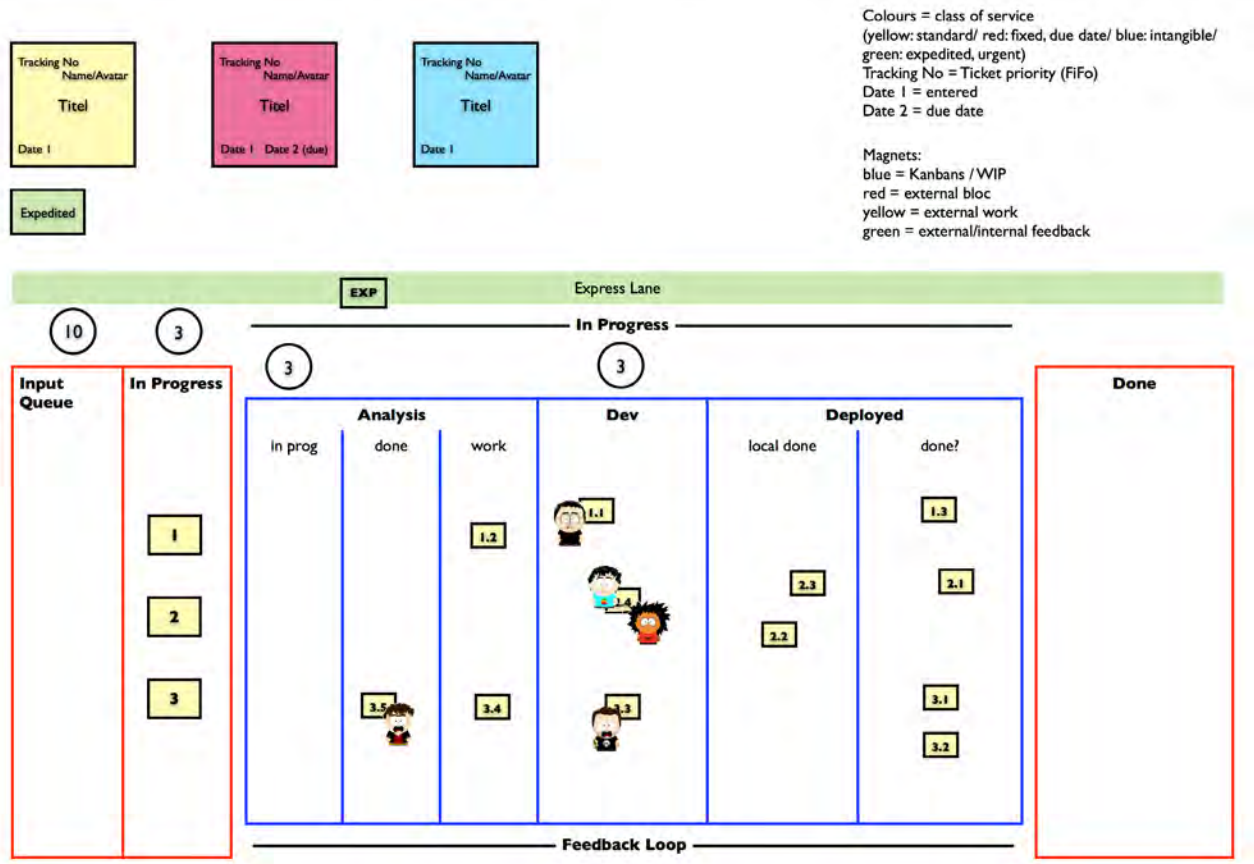 Colours = class of service
(yellow: standard/ red: fixed, due date/ blue: intangible/
green: expedited, urgent)
Tracking No = Ticket priority (FiFo)
Date 1 = entered
Date 2 = due date
Magnets:
blue = Kanbans / WIP
red = external bloc
yellow = external work
green = external/internal feedback
Tracking No
Name/Avatar
Titel
Date 1
Tracking No
Name/Avatar
Titel
Date 1 Date 2 (due)
Tracking No
Name/Avatar
Titel
Date 1
Expedited
EXP
Express Lane
10
3
In Progress
3
3
Input
Queue
In Progress
Done
Analysis
Dev
Deployed
in prog
done
work
local done
done?
1
1.2
1.1
1.3
2
.4
2.3
2.1
2.2
3
3.5
3.4
3.3
3.1
3.2
Feedback Loop